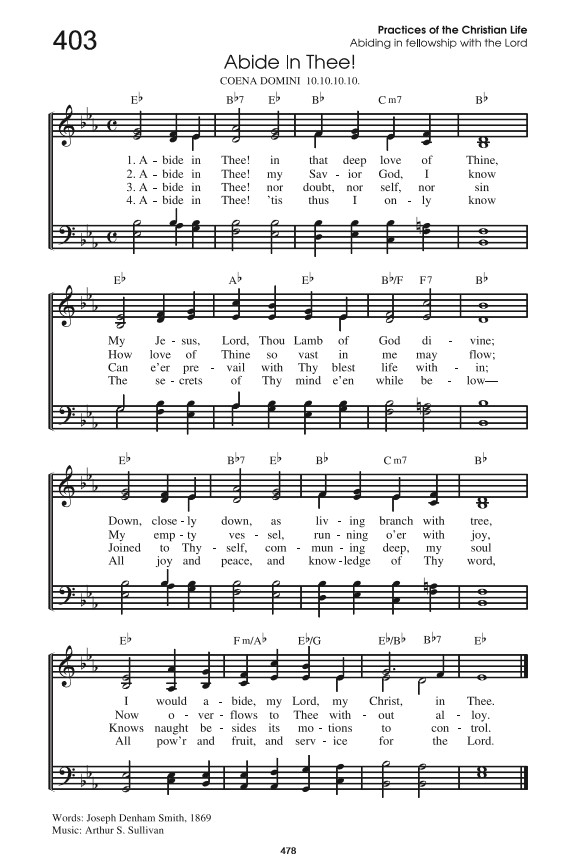 403
Practices of the Christian Life
Abiding in fellowship with the Lord
Abide In Thee!
COENA DOMINI 10.10.10.10.
E♭ B♭7 E♭ B♭ C m7 B♭
1. A - bide in Thee! in that deep love of Thine,
2. A - bide in Thee! my Sav - ior God, I know
3. A - bide in Thee! nor doubt, nor self, nor sin
4. A - bide in Thee! 'tis thus I on - ly know
E♭ A♭ E♭ B♭/F F7 B♭
My Je - sus, Lord, Thou Lamb of God di - vine;
How love of Thine so vast in me may flow;
Can e'er pre - vail with Thy blest life with - in;
The se - crets of Thy mind e'en while be - low—
E♭ B♭7 E♭ B♭ C m7 B♭
Down, close - ly down, as liv - ing branch with tree,
My emp - ty ves - sel, run - ning o'er with joy,
Joined to Thy - self, com - mun - ing deep, my soul
All joy and peace, and know - ledge of Thy word,
E♭ F m/A♭ E♭/G E♭/B♭ B♭7 E♭
I would a - bide, my Lord, my Christ, in Thee.
Now o - ver - flows to Thee with - out al - loy.
Knows naught be - sides its mo - tions to con - trol.
All pow'r and fruit, and serv - ice for the Lord.
Words: Joseph Denham Smith, 1869
Music: Arthur S. Sullivan
478